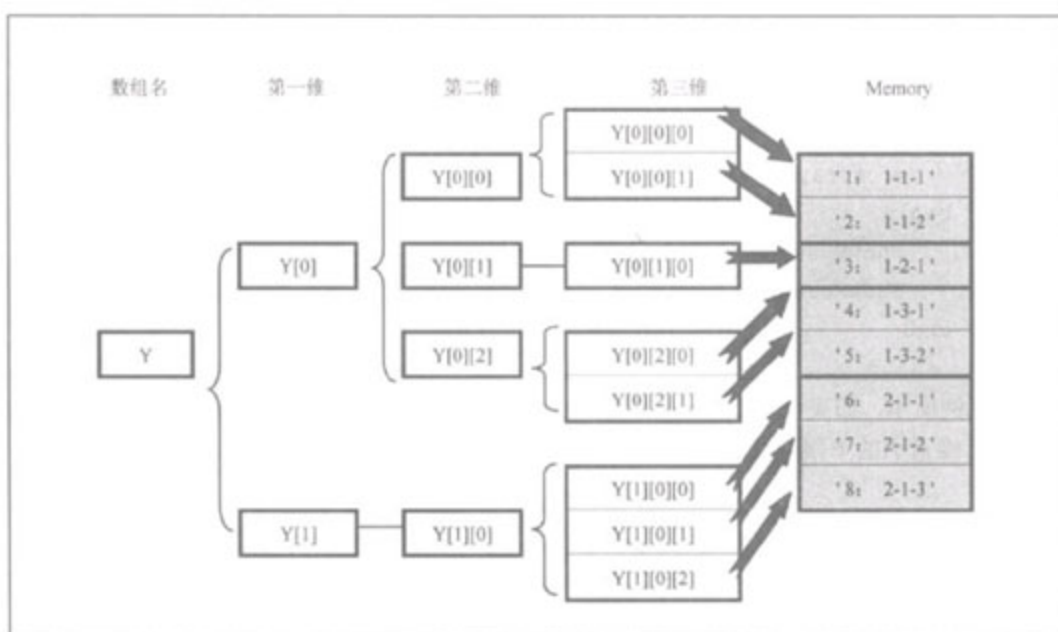 数组名 第一维 第二维 第三维 Memory
Y[0][0][0]
Y[0][0] Y[0][0][1] '1: 1-1-1'
'2: 1-1-2'
Y[0] Y[0][1] Y[0][1][0] '3: 1-2-1'
'4: 1-3-1'
Y Y[0][2] Y[0][2][0] '5: 1-3-2'
Y[0][2][1] '6: 2-1-1'
'7: 2-1-2'
Y[1][0][0] '8: 2-1-3'
Y[1] Y[1][0] Y[1][0][1]
Y[1][0][2]